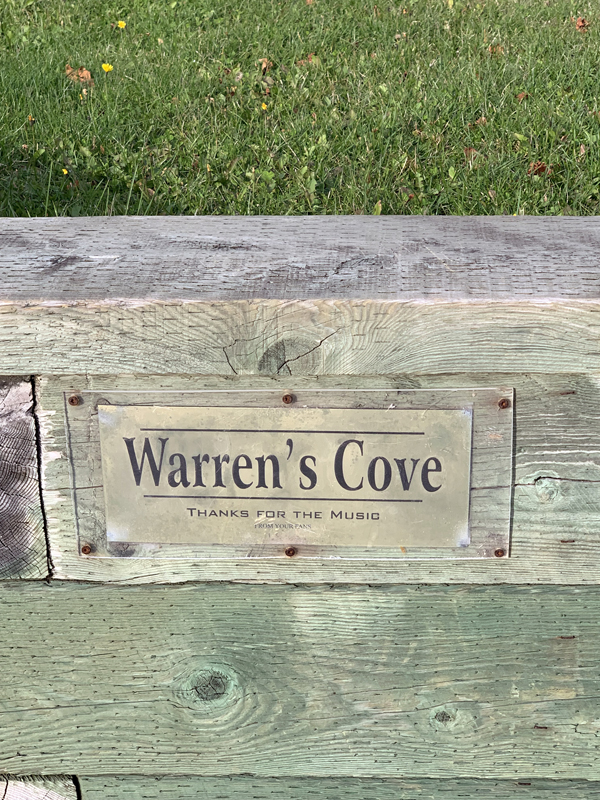 Warren's Cove
THANKS FOR THE MUSIC
FROM YOUR FANS